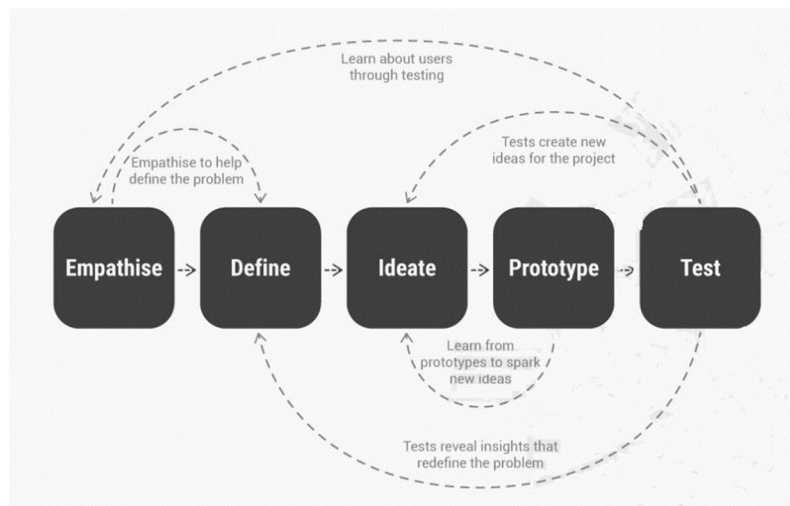 Learn about users
through testing
Tests create new
ideas for the project
Empathise to help
define the problem
Empathise
Define
Ideate
Prototype
Test
Learn from
prototypes to spark
new ideas
Tests reveal insights that
redefine the problem